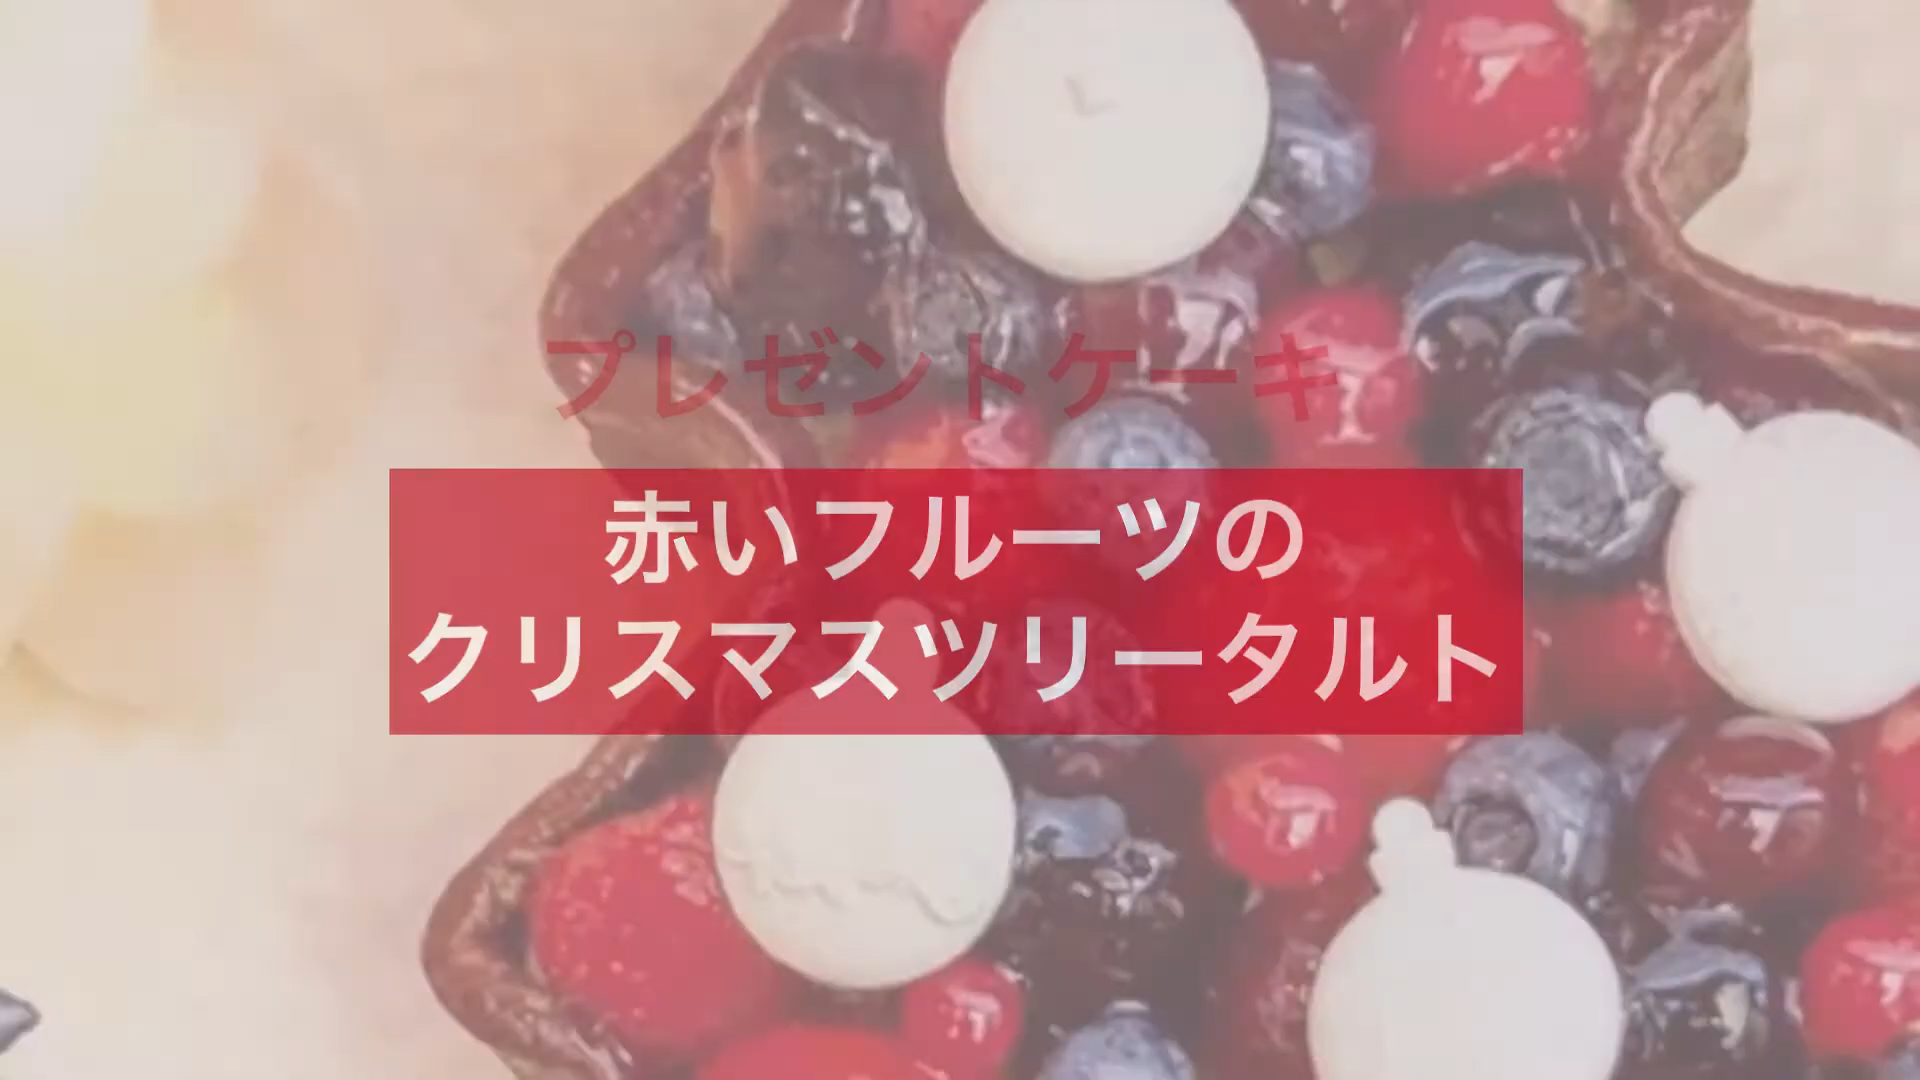 プレゼントケーキ
赤いフルーツの
クリスマスツリータルト